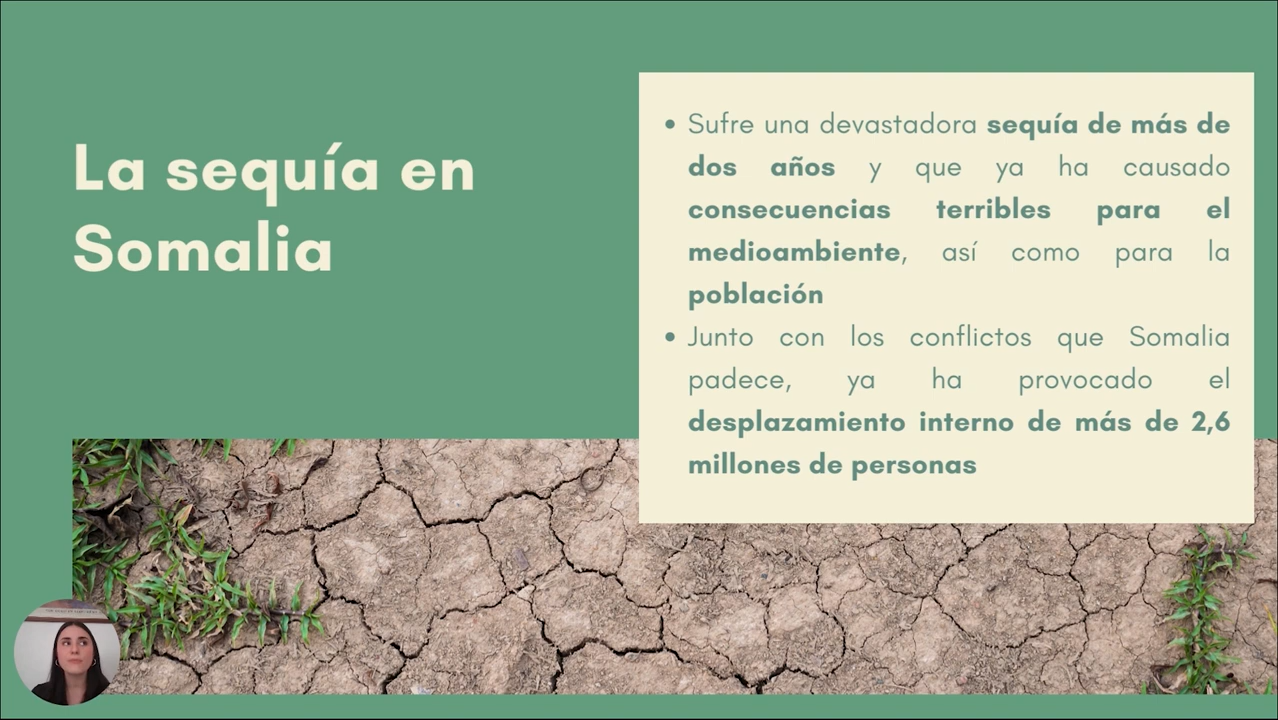 La sequía en
Somalia
• Sufre una devastadora sequía de más de
dos años y que ya ha causado
consecuencias terribles para el
medioambiente, así como para la
población
• Junto con los conflictos que Somalia
padece, ya ha provocado el
desplazamiento interno de más de 2,6
millones de personas